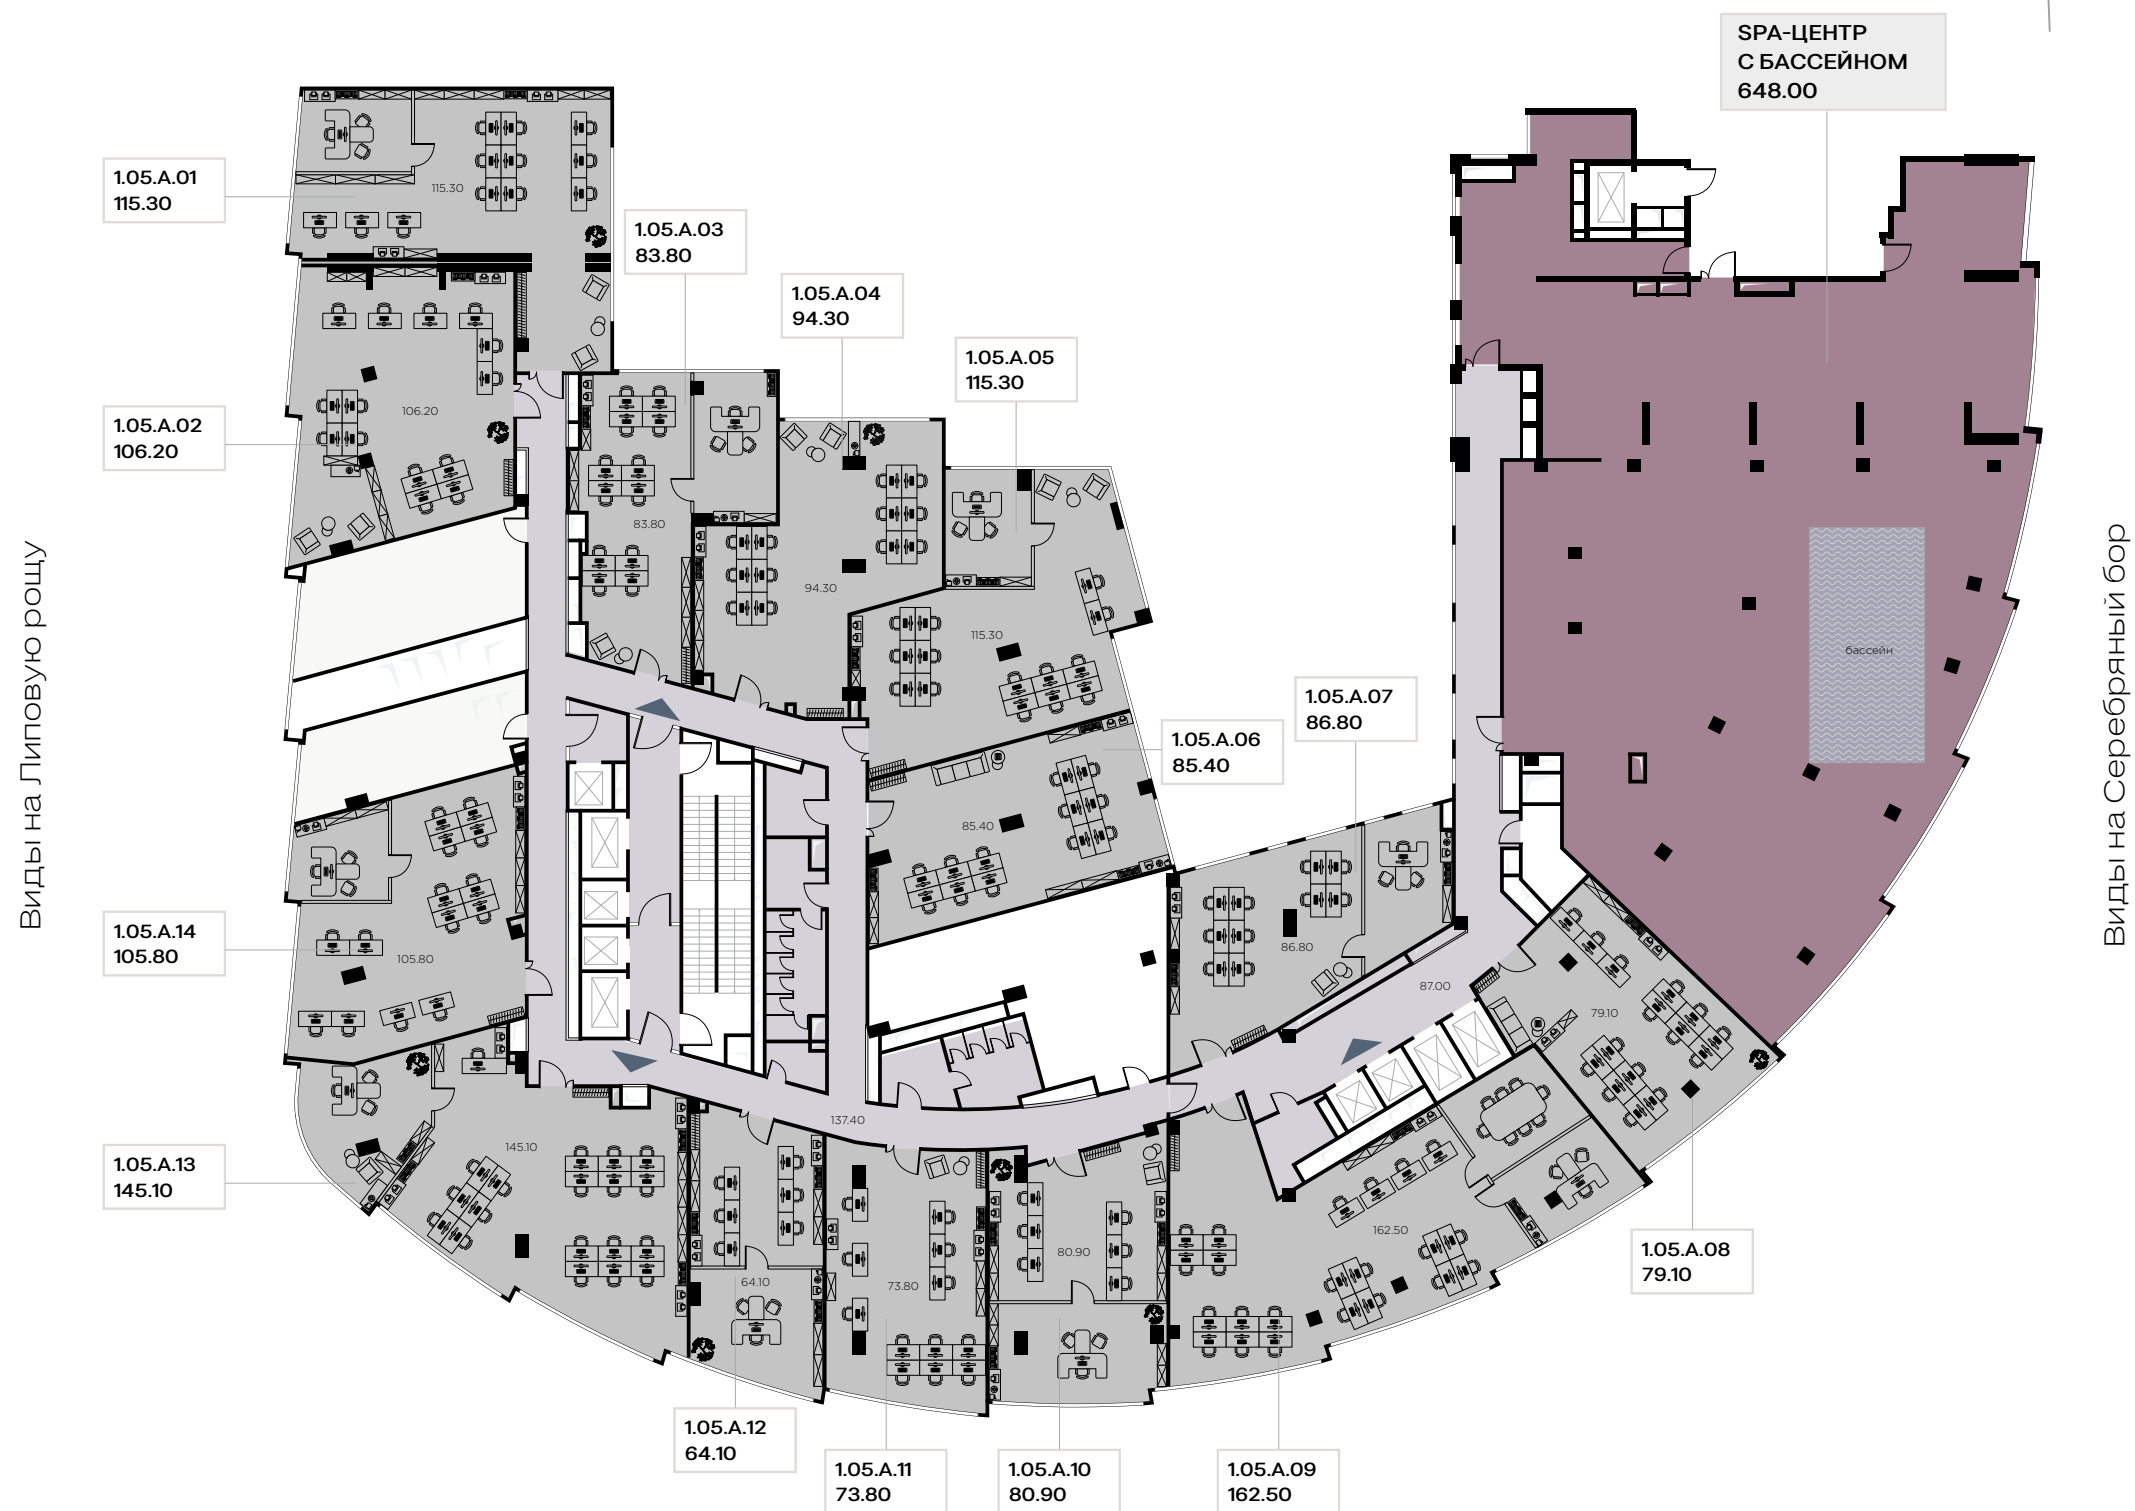 SPA-ЦЕНТР
С БАССЕЙНОМ
648.00
1.05.А.01
115.30
115.30
1.05.А.03
83.80
1.05.А.04
94.30
1.05.А.05
115.30
1.05.А.02
106.20
106.20
83.80
94.30
115.30
бассейн
Виды на Липовую рощу
Виды на Серебряный бор
1.05.А.07
86.80
1.05.А.06
85.40
85.40
1.05.А.14
105.80
105.80
86.80
87.00
79.10
137.40
145.10
1.05.А.13
145.10
162.50
80.90
73.80
64.10
1.05.А.08
79.10
1.05.А.12
64.10
1.05.А.11
73.80
1.05.А.10
80.90
1.05.А.09
162.50